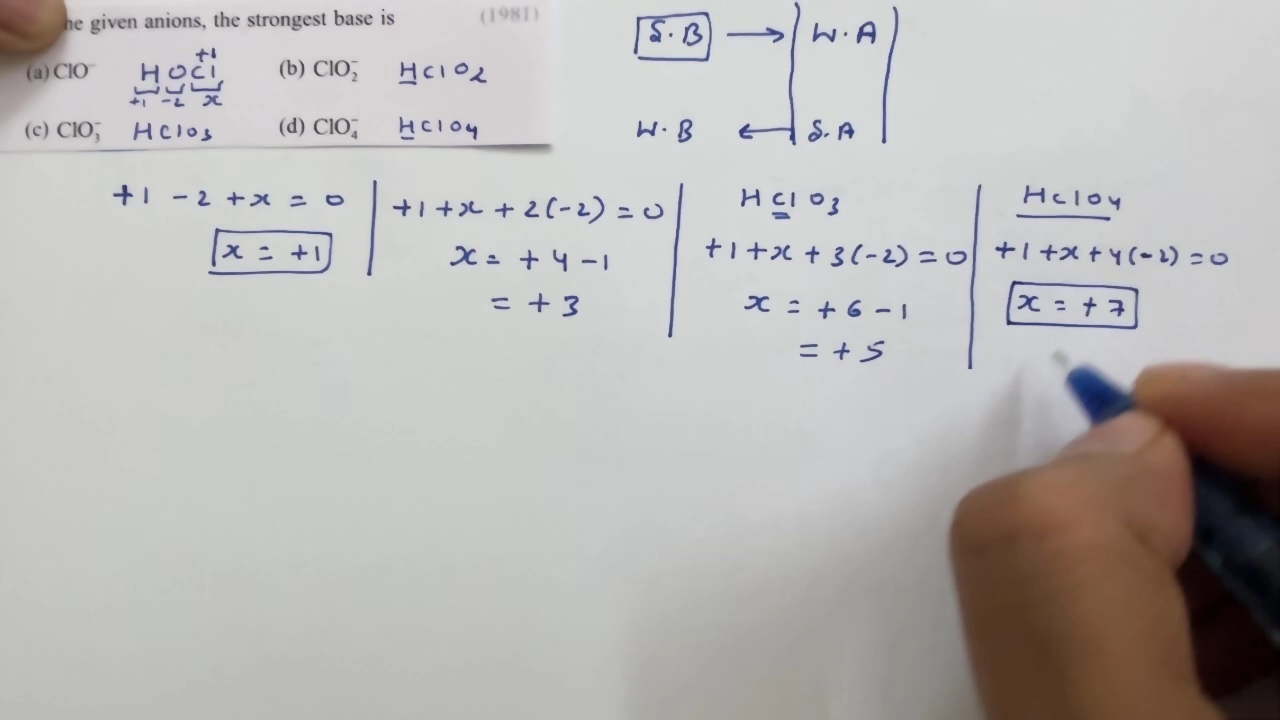 he given anions, the strongest base is (1981)
(a) ClO⁻ HOCl +1 +1 -2 x (b) ClO₂⁻ HClO2
(c) ClO₃⁻ HClO3 (d) ClO₄⁻ HClO4
S.B → W.A
W.B ← S.A
+1 -2 +x = 0
x = +1
+1 +x + 2(-2) = 0
x = +4 -1
= +3
HClO3
+1 +x + 3(-2) = 0
x = +6 -1
= +5
HClO4
+1 +x +4(-2) = 0
x = +7